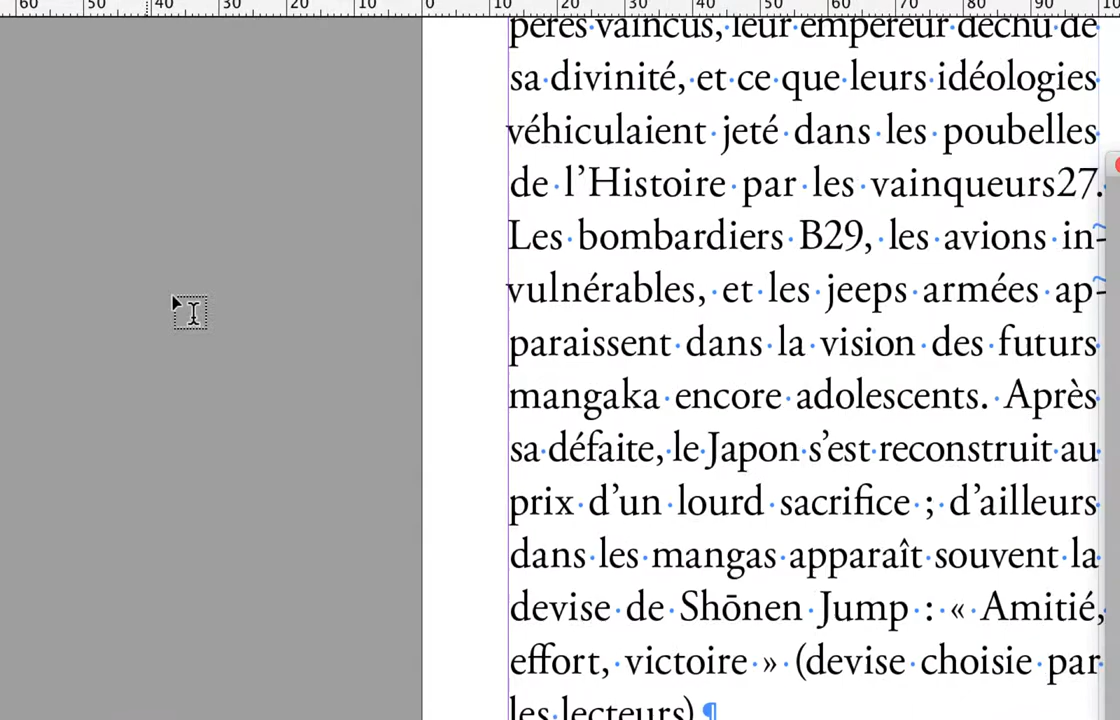 60 50 40 30 20 10 0 10 20 30 40 50 60 70 80 90
pères vaincus, leur empereur déchu de
sa divinité, et ce que leurs idéologies
véhiculaient jeté dans les poubelles
de l’Histoire par les vainqueurs27.
Les bombardiers B29, les avions in-
vulnérables, et les jeeps armées ap-
paraissent dans la vision des futurs
mangaka encore adolescents. Après
sa défaite, le Japon s’est reconstruit au
prix d’un lourd sacrifice ; d’ailleurs
dans les mangas apparaît souvent la
devise de Shōnen Jump : « Amitié,
effort, victoire » (devise choisie par
les lecteurs) ¶